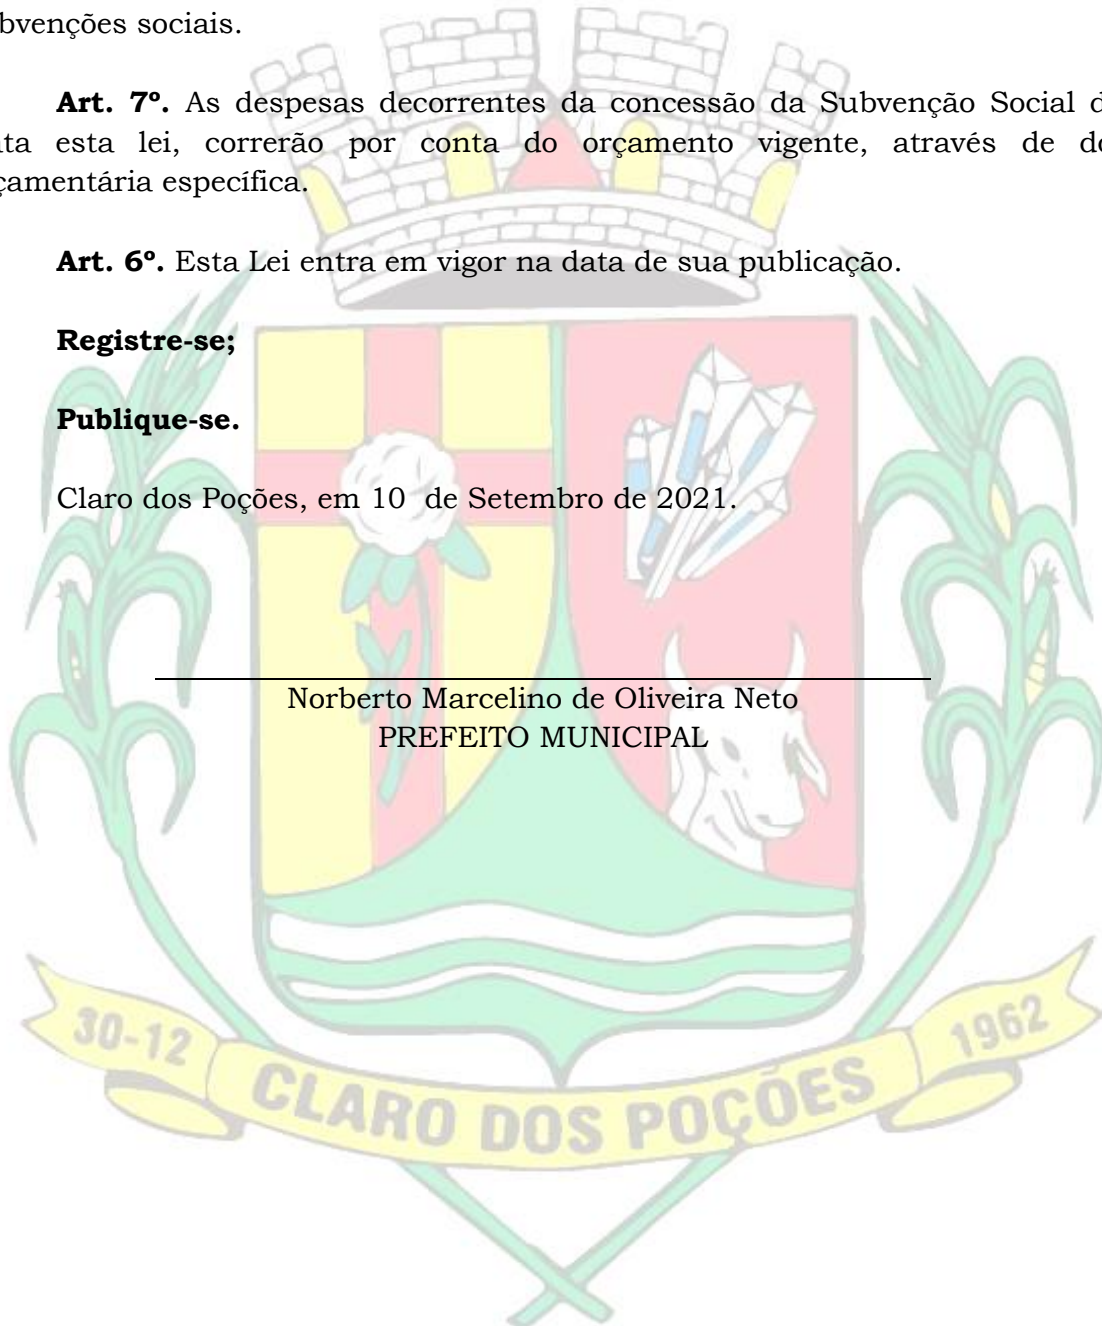 bvenções sociais.
Art. 7º. As despesas decorrentes da concessão da Subvenção Social d
ta esta lei, correrão por conta do orçamento vigente, através de do
çamentária específica.
Art. 6º. Esta Lei entra em vigor na data de sua publicação.
Registre-se;
Publique-se.
Claro dos Poções, em 10 de Setembro de 2021.
Norberto Marcelino de Oliveira Neto
PREFEITO MUNICIPAL
30-12
1962
CLARO DOS POÇÕES